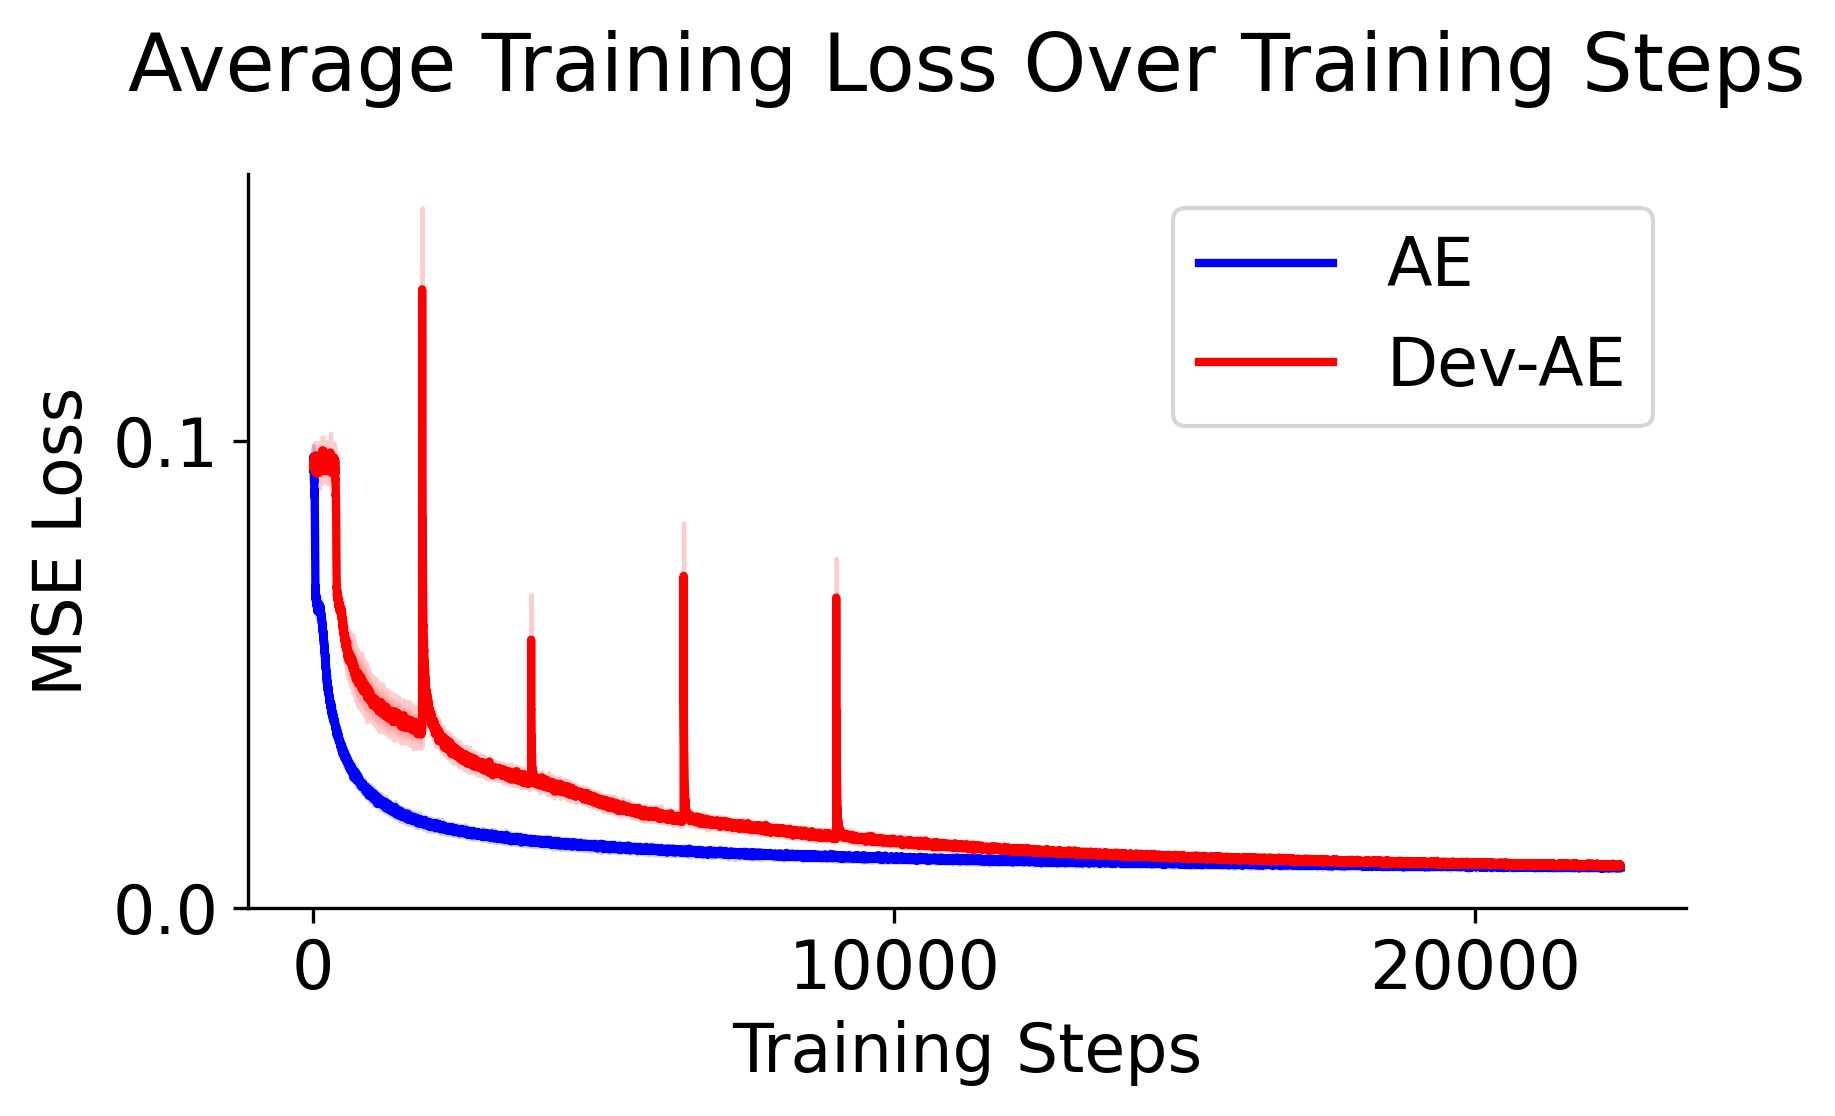 Average Training Loss Over Training Steps
AE
Dev-AE
MSE Loss
0.1
0.0
0
10000
20000
Training Steps